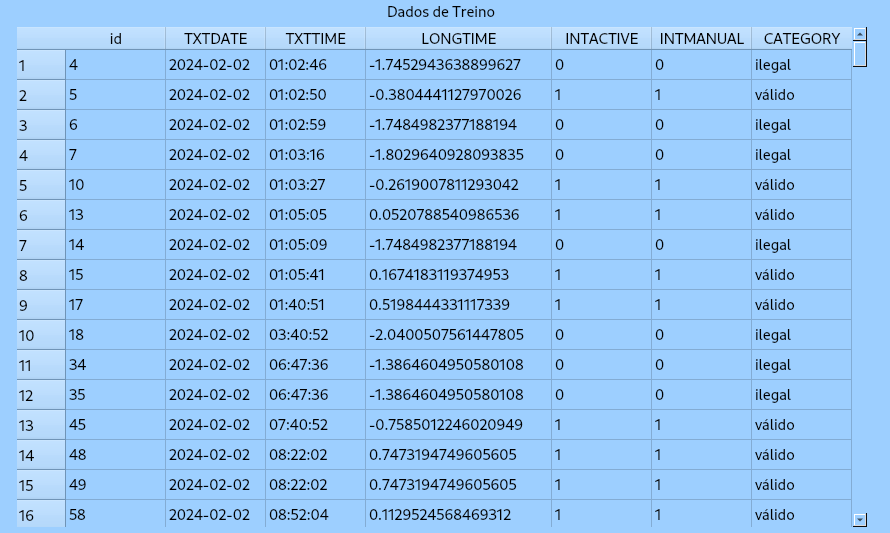 Dados de Treino
id TXTDATE TXTTIME LONGTIME INTACTIVE INTMANUAL CATEGORY
1 4 2024-02-02 01:02:46 -1.7452943638899627 0 0 ilegal
2 5 2024-02-02 01:02:50 -0.3804441127970026 1 1 válido
3 6 2024-02-02 01:02:59 -1.7484982377188194 0 0 ilegal
4 7 2024-02-02 01:03:16 -1.8029640928093835 0 0 ilegal
5 10 2024-02-02 01:03:27 -0.2619007811293042 1 1 válido
6 13 2024-02-02 01:05:05 0.0520788540986536 1 1 válido
7 14 2024-02-02 01:05:09 -1.7484982377188194 0 0 ilegal
8 15 2024-02-02 01:05:41 0.1674183119374953 1 1 válido
9 17 2024-02-02 01:40:51 0.5198444331117339 1 1 válido
10 18 2024-02-02 03:40:52 -2.0400507561447805 0 0 ilegal
11 34 2024-02-02 06:47:36 -1.3864604950580108 0 0 ilegal
12 35 2024-02-02 06:47:36 -1.3864604950580108 0 0 ilegal
13 45 2024-02-02 07:40:52 -0.7585012246020949 1 1 válido
14 48 2024-02-02 08:22:02 0.7473194749605605 1 1 válido
15 49 2024-02-02 08:22:02 0.7473194749605605 1 1 válido
16 58 2024-02-02 08:52:04 0.1129524568469312 1 1 válido